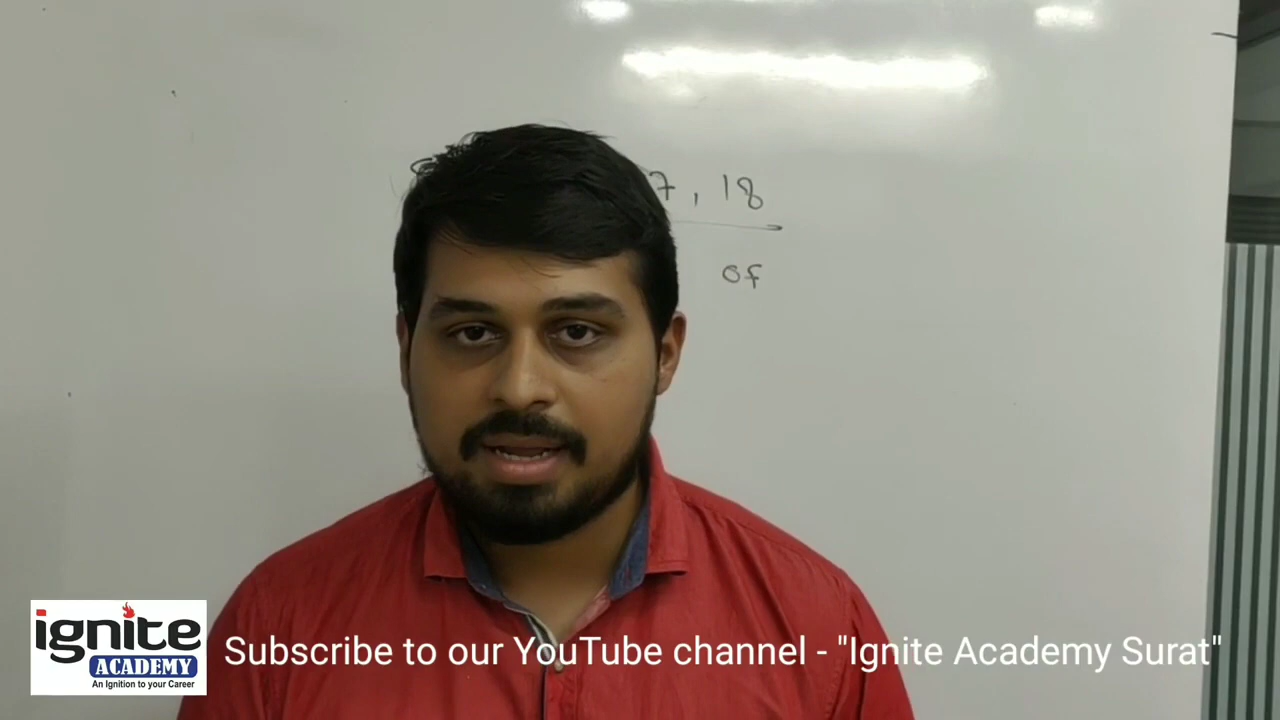 7, 18
of
ignite
ACADEMY
An Ignition to your Career
Subscribe to our YouTube channel - "Ignite Academy Surat"